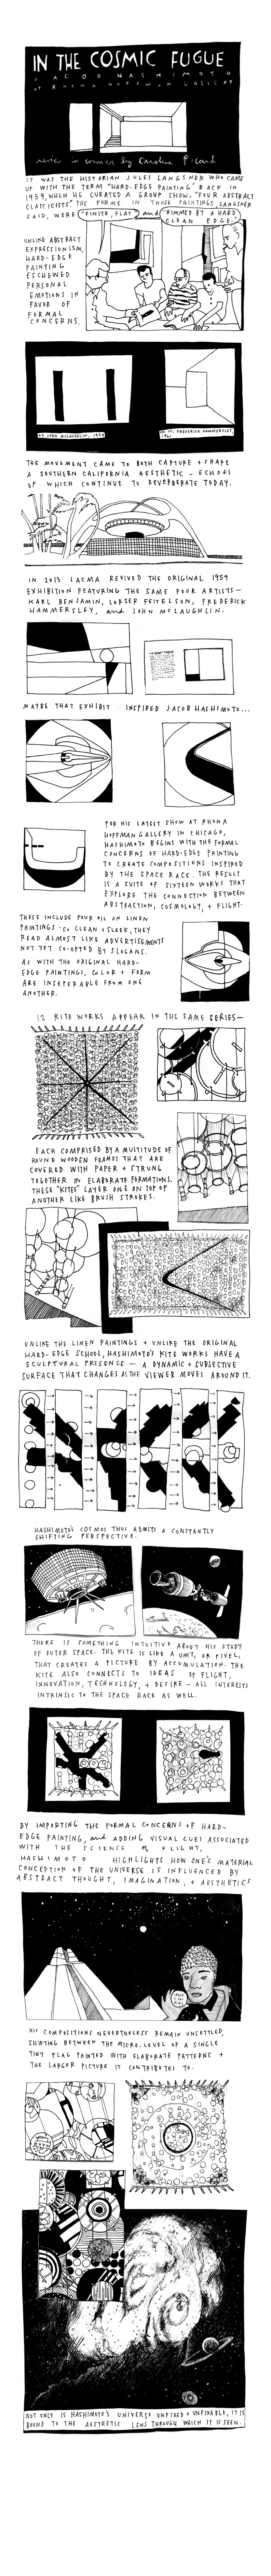 IN THE COSMIC FUGUE
JACOB HASHIMOTO
at RHONA HOFFMAN GALLERY
review in comics by Caroline Picard
IT WAS THE HISTORIAN JULES LANGSNER WHO CAME
UP WITH THE TERM "HARD-EDGE PAINTING" BACK IN
1959, WHEN HE CURATED A GROUP SHOW, "FOUR ABSTRACT
CLASSICISTS." THE FORMS IN THOSE PAINTINGS, LANGSNER
SAID, WERE "FINITE, FLAT" and "RIMMED BY A HARD
CLEAN EDGE."
UNLIKE ABSTRACT
EXPRESSIONISM,
HARD-EDGE
PAINTING
ESCHEWED
PERSONAL
EMOTIONS IN
FAVOR OF
FORMAL
CONCERNS.
JOHN MCLAUGHLIN, 1974
FREDERICK HAMMERSLEY,
1961
THE MOVEMENT CAME TO BOTH CAPTURE + SHAPE
A SOUTHERN CALIFORNIA AESTHETIC - ECHOES
OF WHICH CONTINUE TO REVERBERATE TODAY.
IN 2013 LACMA REVIVED THE ORIGINAL 1959
EXHIBITION FEATURING THE SAME FOUR ARTISTS—
KARL BENJAMIN, LORSER FEITELSON, FREDERICK
HAMMERSLEY, and JOHN MCLAUGHLIN.
MAYBE THAT EXHIBIT INSPIRED JACOB HASHIMOTO...
FOR HIS LATEST SHOW AT RHONA
HOFFMAN GALLERY IN CHICAGO,
HASHIMOTO BEGINS WITH THE FORMAL
CONCERNS OF HARD-EDGE PAINTING
TO CREATE COMPOSITIONS INSPIRED
BY THE SPACE RACE. THE RESULT
IS A SUITE OF SIXTEEN WORKS THAT
EXPLORE THE CONNECTION BETWEEN
ABSTRACTION, COSMOLOGY, + FLIGHT.
THESE INCLUDE FOUR OIL ON LINEN
PAINTINGS SO CLEAN + SLEEK, THEY
READ ALMOST LIKE ADVERTISEMENTS
NOT YET CO-OPTED BY SLOGANS.
AS WITH THE ORIGINAL HARD-
EDGE PAINTINGS, COLOR + FORM
ARE INSEPERABLE FROM ONE
ANOTHER.
12 KITE WORKS APPEAR IN THE SAME SERIES—
EACH COMPRISED BY A MULTITUDE OF
ROUND WOODEN FRAMES THAT ARE
COVERED WITH PAPER + STRUNG
TOGETHER IN ELABORATE FORMATIONS.
THESE "KITES" LAYER ONE ON TOP OF
ANOTHER LIKE BRUSH STROKES.
UNLIKE THE LINEN PAINTINGS + UNLIKE THE ORIGINAL
HARD-EDGE SCHOOL, HASHIMOTO'S KITE WORKS HAVE A
SCULPTURAL PRESENCE — A DYNAMIC + SUBJECTIVE
SURFACE THAT CHANGES AS THE VIEWER MOVES AROUND IT.
HASHIMOTO'S COSMOS THUS ADMITS A CONSTANTLY
SHIFTING PERSPECTIVE.
THERE IS SOMETHING INTUITIVE ABOUT HIS STUDY
OF OUTER SPACE. THE KITE IS LIKE A UNIT, OR PIXEL,
THAT CREATES A PICTURE BY ACCUMULATION. THE
KITE ALSO CONNECTS TO IDEAS OF FLIGHT,
INNOVATION, TECHNOLOGY, + DESIRE - ALL INTERESTS
INTRINSIC TO THE SPACE RACE AS WELL.
BY IMPORTING THE FORMAL CONCERNS OF HARD-
EDGE PAINTING, and ADDING VISUAL CUES ASSOCIATED
WITH THE SCIENCE OF FLIGHT,
HASHIMOTO HIGHLIGHTS HOW ONE'S MATERIAL
CONCEPTION OF THE UNIVERSE IS INFLUENCED BY
ABSTRACT THOUGHT, IMAGINATION, + AESTHETICS
HIS COMPOSITIONS NEVERTHELESS REMAIN UNSETTLED,
SHIFTING BETWEEN THE MICRO-LEVEL OF A SINGLE
TINY FLAG PAINTED WITH ELABORATE PATTERNS +
THE LARGER PICTURE IT CONTRIBUTES TO.
NOT ONLY IS HASHIMOTO'S UNIVERSE UNFIXED + UNFIXABLE, IT IS
BOUND TO THE AESTHETIC LENS THROUGH WHICH IT IS SEEN.